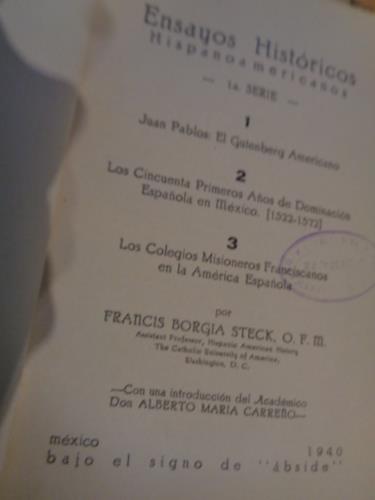 Ensayos Históricos
Hispanoamericanos
— 1a. SERIE —
1
Juan Pablos: El Gutenberg Americano
2
Los Cincuenta Primeros Años de Dominación
Española en México. [1522-1572]
3
Los Colegios Misioneros Franciscanos
en la América Española
por
FRANCIS BORGIA STECK, O. F. M.
Assistant Professor, Hispanic American History
The Catholic University of America,
Washington, D. C.
—Con una introducción del Académico
Don ALBERTO MARIA CARREÑO—
méxico 1940
bajo el signo de "ábside"